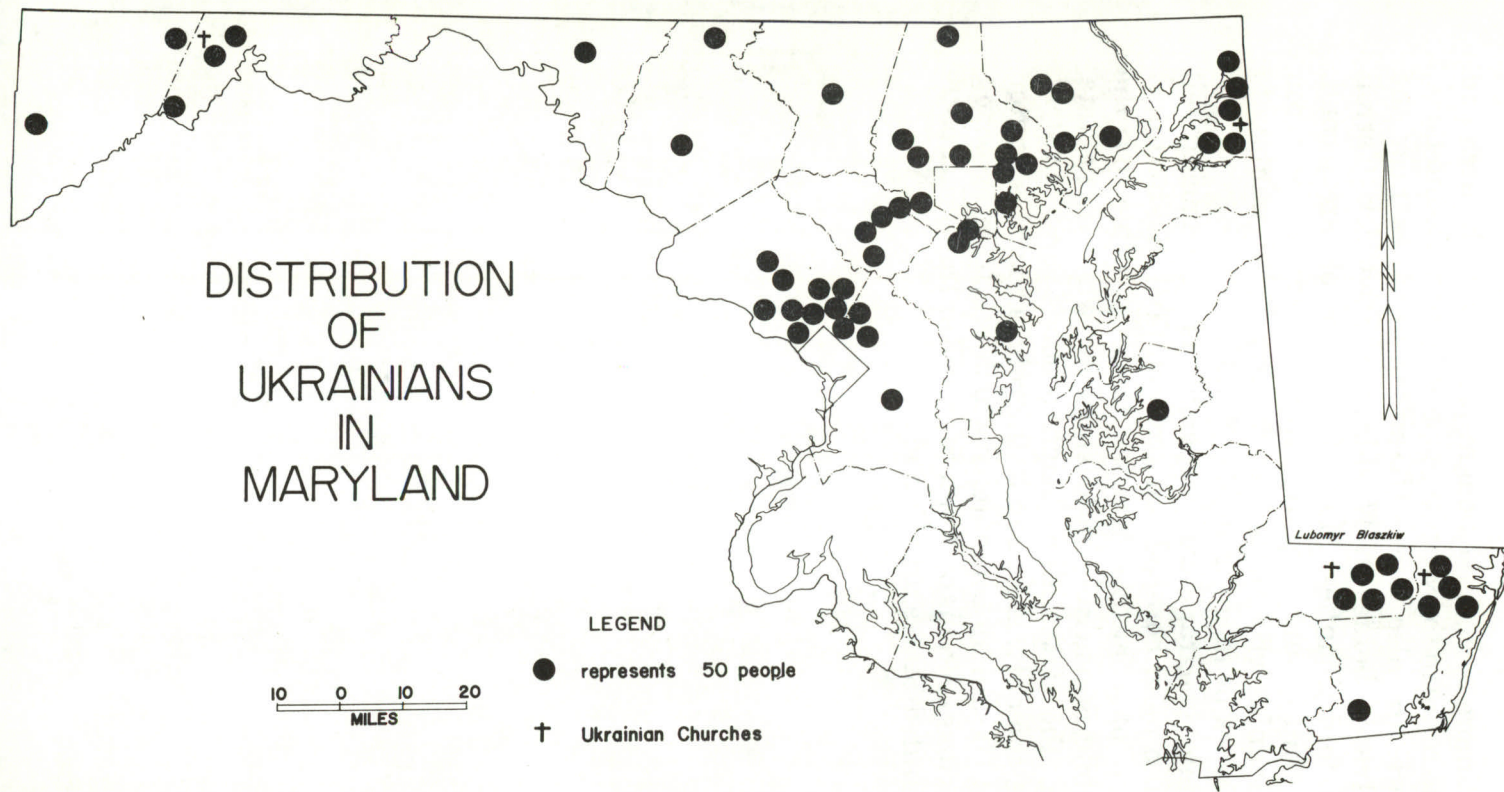 DISTRIBUTION
OF
UKRAINIANS
IN
MARYLAND
N
Lubomyr Blaszkiw
LEGEND
represents 50 people
Ukrainian Churches
10 0 10 20
MILES